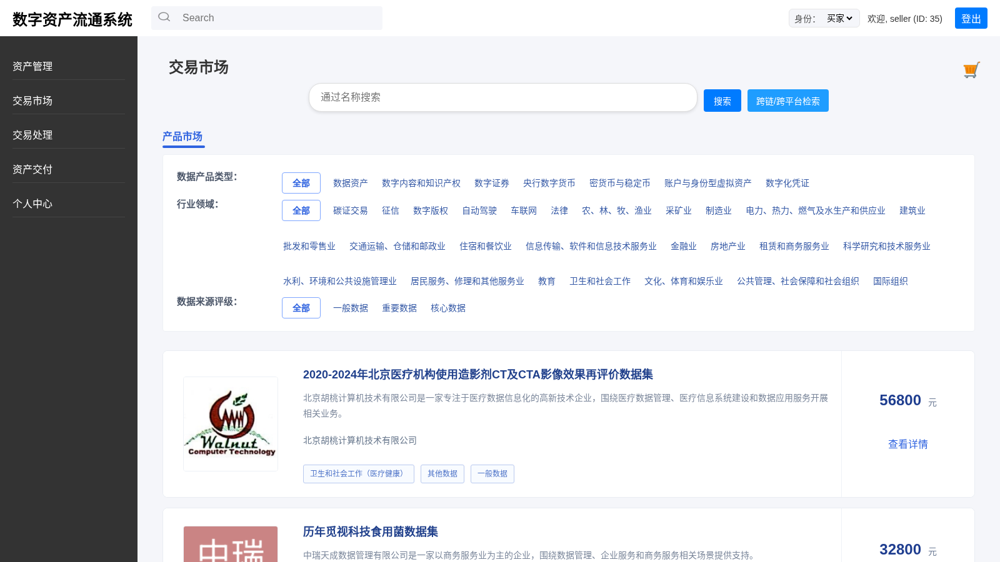 数字资产流通系统
Search
身份：
买家
欢迎, seller (ID: 35)
登出
资产管理
交易市场
交易处理
资产交付
个人中心
交易市场
通过名称搜索
搜索
跨链/跨平台检索
产品市场
数据产品类型：
全部 数据资产 数字内容和知识产权 数字证券 央行数字货币 密货币与稳定币 账户与身份型虚拟资产 数字化凭证
行业领域：
全部 碳证交易 征信 数字版权 自动驾驶 车联网 法律 农、林、牧、渔业 采矿业 制造业 电力、热力、燃气及水生产和供应业 建筑业
批发和零售业 交通运输、仓储和邮政业 住宿和餐饮业 信息传输、软件和信息技术服务业 金融业 房地产业 租赁和商务服务业 科学研究和技术服务业
水利、环境和公共设施管理业 居民服务、修理和其他服务业 教育 卫生和社会工作 文化、体育和娱乐业 公共管理、社会保障和社会组织 国际组织
数据来源评级：
全部 一般数据 重要数据 核心数据
Walnut
Computer Technology
2020-2024年北京医疗机构使用造影剂CT及CTA影像效果再评价数据集
北京胡桃计算机技术有限公司是一家专注于医疗数据信息化的高新技术企业，围绕医疗数据管理、医疗信息系统建设和数据应用服务开展
相关业务。
北京胡桃计算机技术有限公司
卫生和社会工作（医疗健康） 其他数据 一般数据
56800 元
查看详情
中瑞
历年觅视科技食用菌数据集
中瑞天成数据管理有限公司是一家以商务服务业为主的企业，围绕数据管理、企业服务和商务服务相关场景提供支持。
32800 元